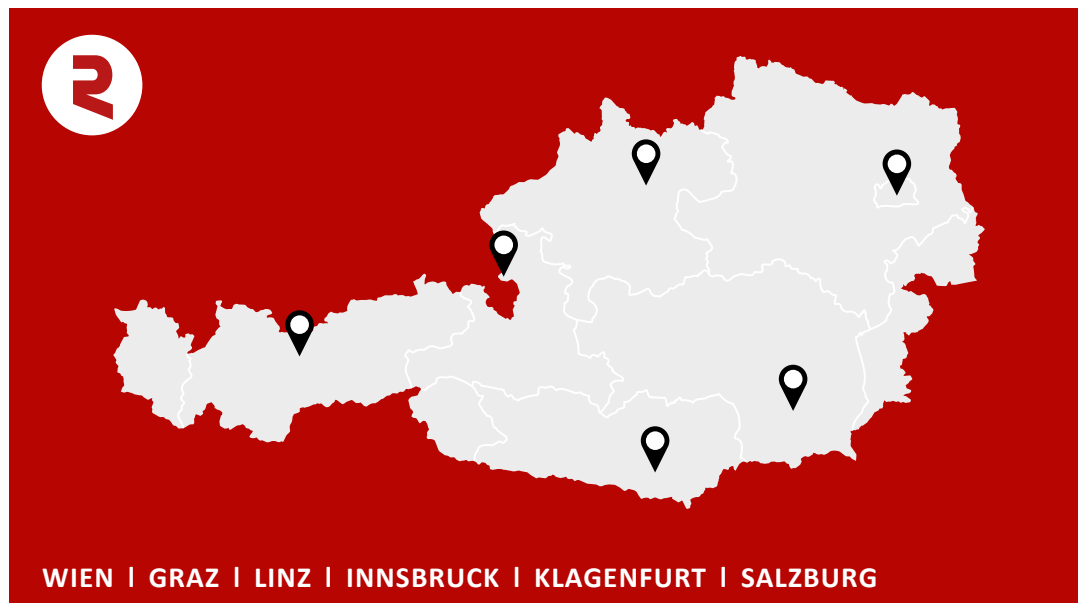 R
WIEN | GRAZ | LINZ | INNSBRUCK | KLAGENFURT | SALZBURG